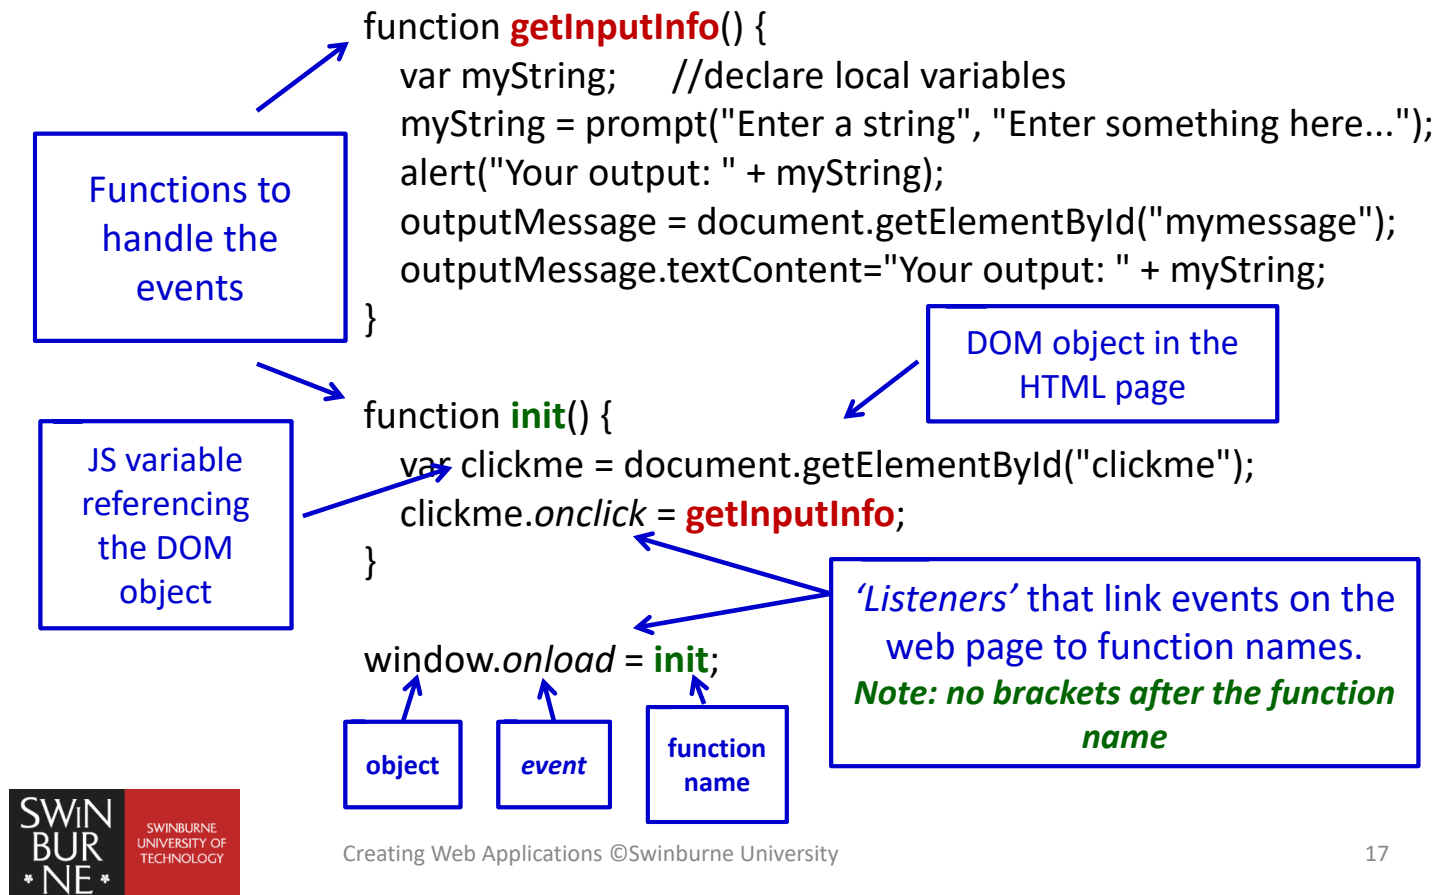 function getInputInfo() {
var myString; //declare local variables
myString = prompt("Enter a string", "Enter something here...");
alert("Your output: " + myString);
outputMessage = document.getElementById("mymessage");
outputMessage.textContent="Your output: " + myString;
}
Functions to
handle the
events
DOM object in the
HTML page
function init() {
var clickme = document.getElementById("clickme");
clickme.onclick = getInputInfo;
}
JS variable
referencing
the DOM
object
‘Listeners’ that link events on the
web page to function names.
Note: no brackets after the function
name
window.onload = init;
object
event
function
name
SWIN
BUR
*NE*
SWINBURNE
UNIVERSITY OF
TECHNOLOGY
Creating Web Applications ©Swinburne University
17